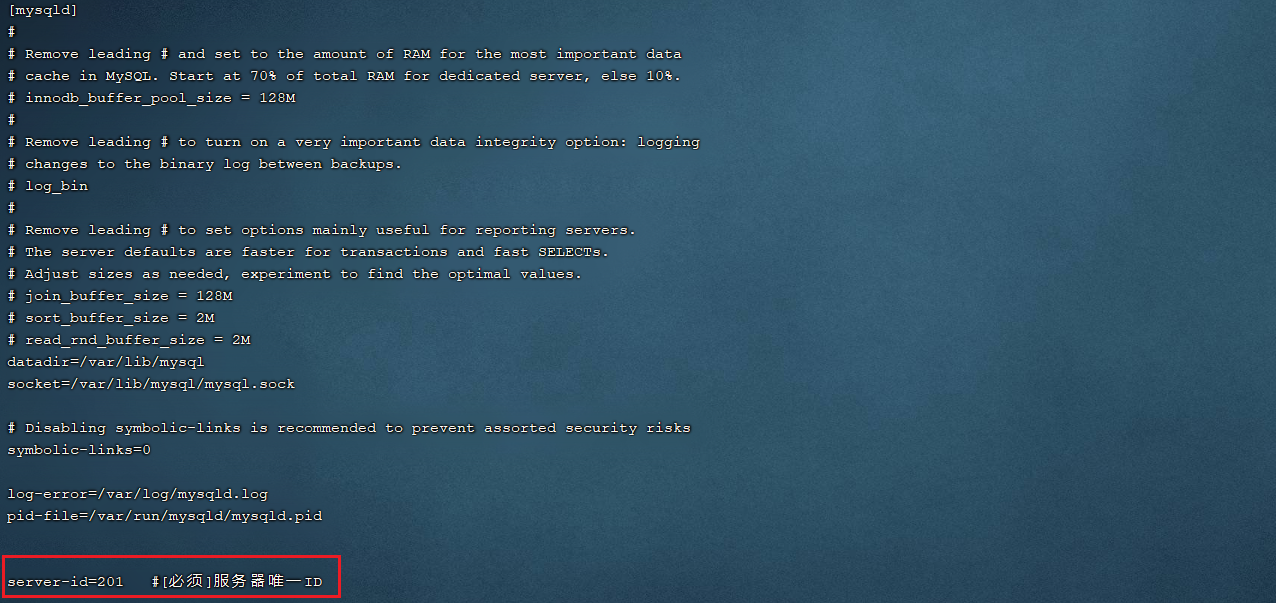 [mysqld]
#
# Remove leading # and set to the amount of RAM for the most important data
# cache in MySQL. Start at 70% of total RAM for dedicated server, else 10%.
# innodb_buffer_pool_size = 128M
#
# Remove leading # to turn on a very important data integrity option: logging
# changes to the binary log between backups.
# log_bin
#
# Remove leading # to set options mainly useful for reporting servers.
# The server defaults are faster for transactions and fast SELECTs.
# Adjust sizes as needed, experiment to find the optimal values.
# join_buffer_size = 128M
# sort_buffer_size = 2M
# read_rnd_buffer_size = 2M
datadir=/var/lib/mysql
socket=/var/lib/mysql/mysql.sock
# Disabling symbolic-links is recommended to prevent assorted security risks
symbolic-links=0
log-error=/var/log/mysqld.log
pid-file=/var/run/mysqld/mysqld.pid
server-id=201   #[必须]服务器唯一ID